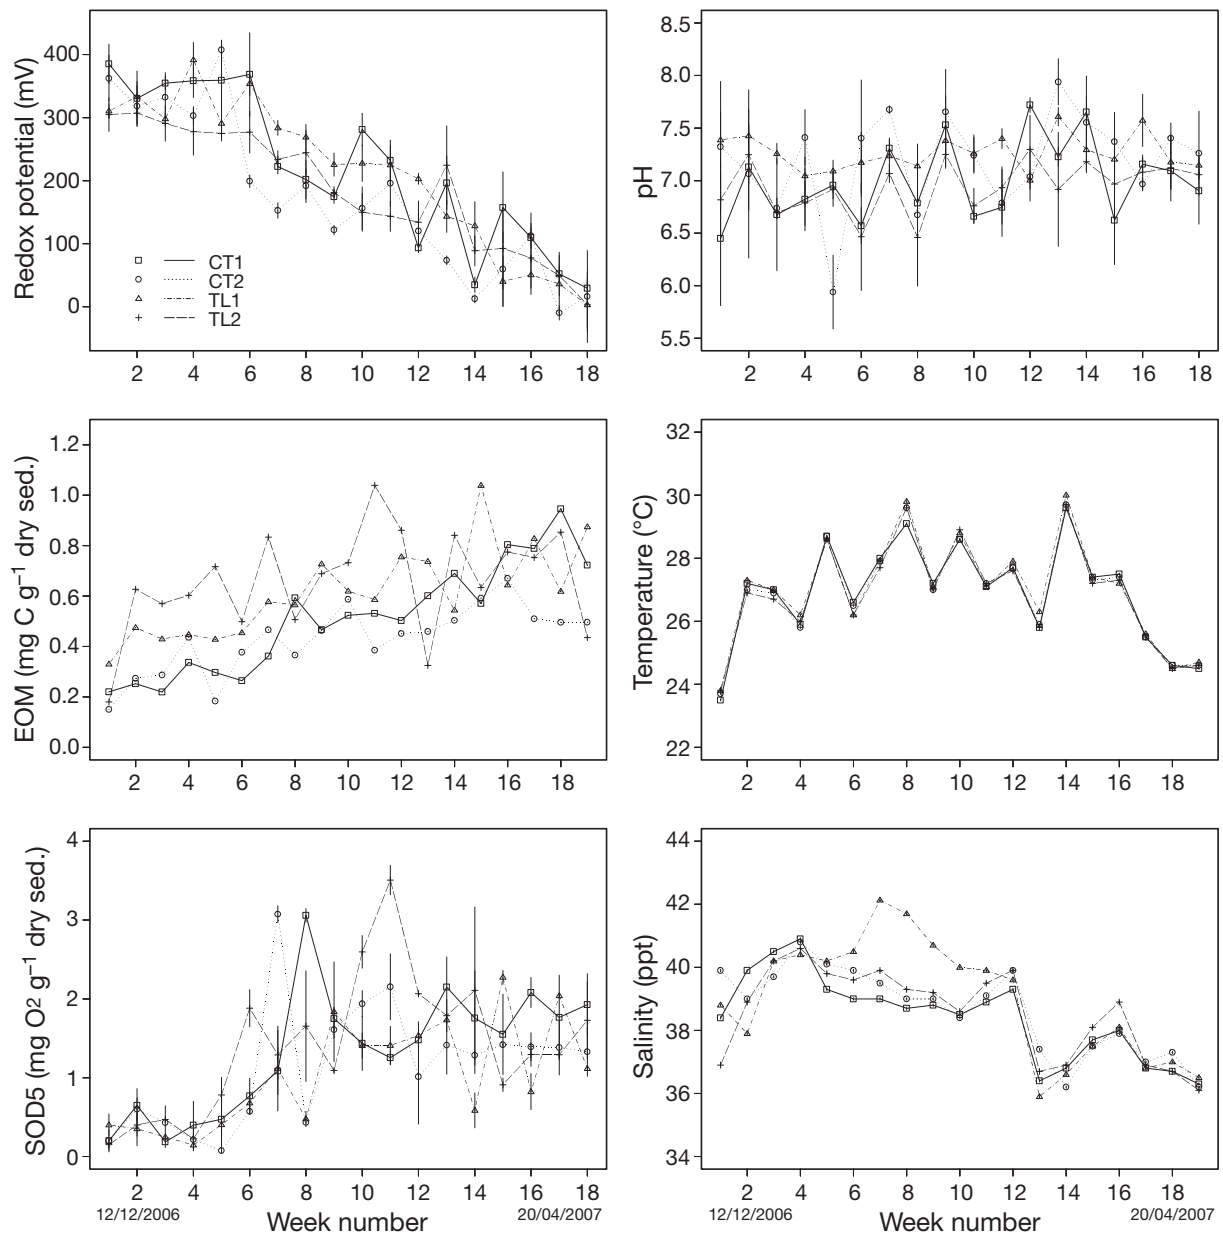 Redox potential (mV)
400
300
200
100
0
CT1
CT2
TL1
TL2
2 4 6 8 10 12 14 16 18
pH
8.5
8.0
7.5
7.0
6.5
6.0
5.5
2 4 6 8 10 12 14 16 18
EOM (mg C g–1 dry sed.)
1.2
1.0
0.8
0.6
0.4
0.2
0.0
2 4 6 8 10 12 14 16 18
Temperature (°C)
32
30
28
26
24
22
2 4 6 8 10 12 14 16 18
SOD5 (mg O2 g–1 dry sed.)
4
3
2
1
0
2 4 6 8 10 12 14 16 18
12/12/2006 Week number 20/04/2007
Salinity (ppt)
44
42
40
38
36
34
2 4 6 8 10 12 14 16 18
12/12/2006 Week number 20/04/2007